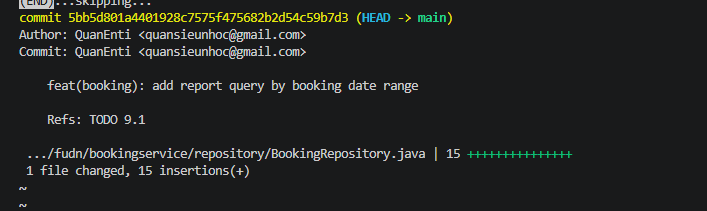 (END)...skipping...
commit 5bb5d801a4401928c7575f475682b2d54c59b7d3 (HEAD -> main)
Author: QuanEnti <quansieunhoc@gmail.com>
Commit: QuanEnti <quansieunhoc@gmail.com>
feat(booking): add report query by booking date range
Refs: TODO 9.1
.../fudn/bookingservice/repository/BookingRepository.java | 15 +++++++++++++++
1 file changed, 15 insertions(+)
~
~